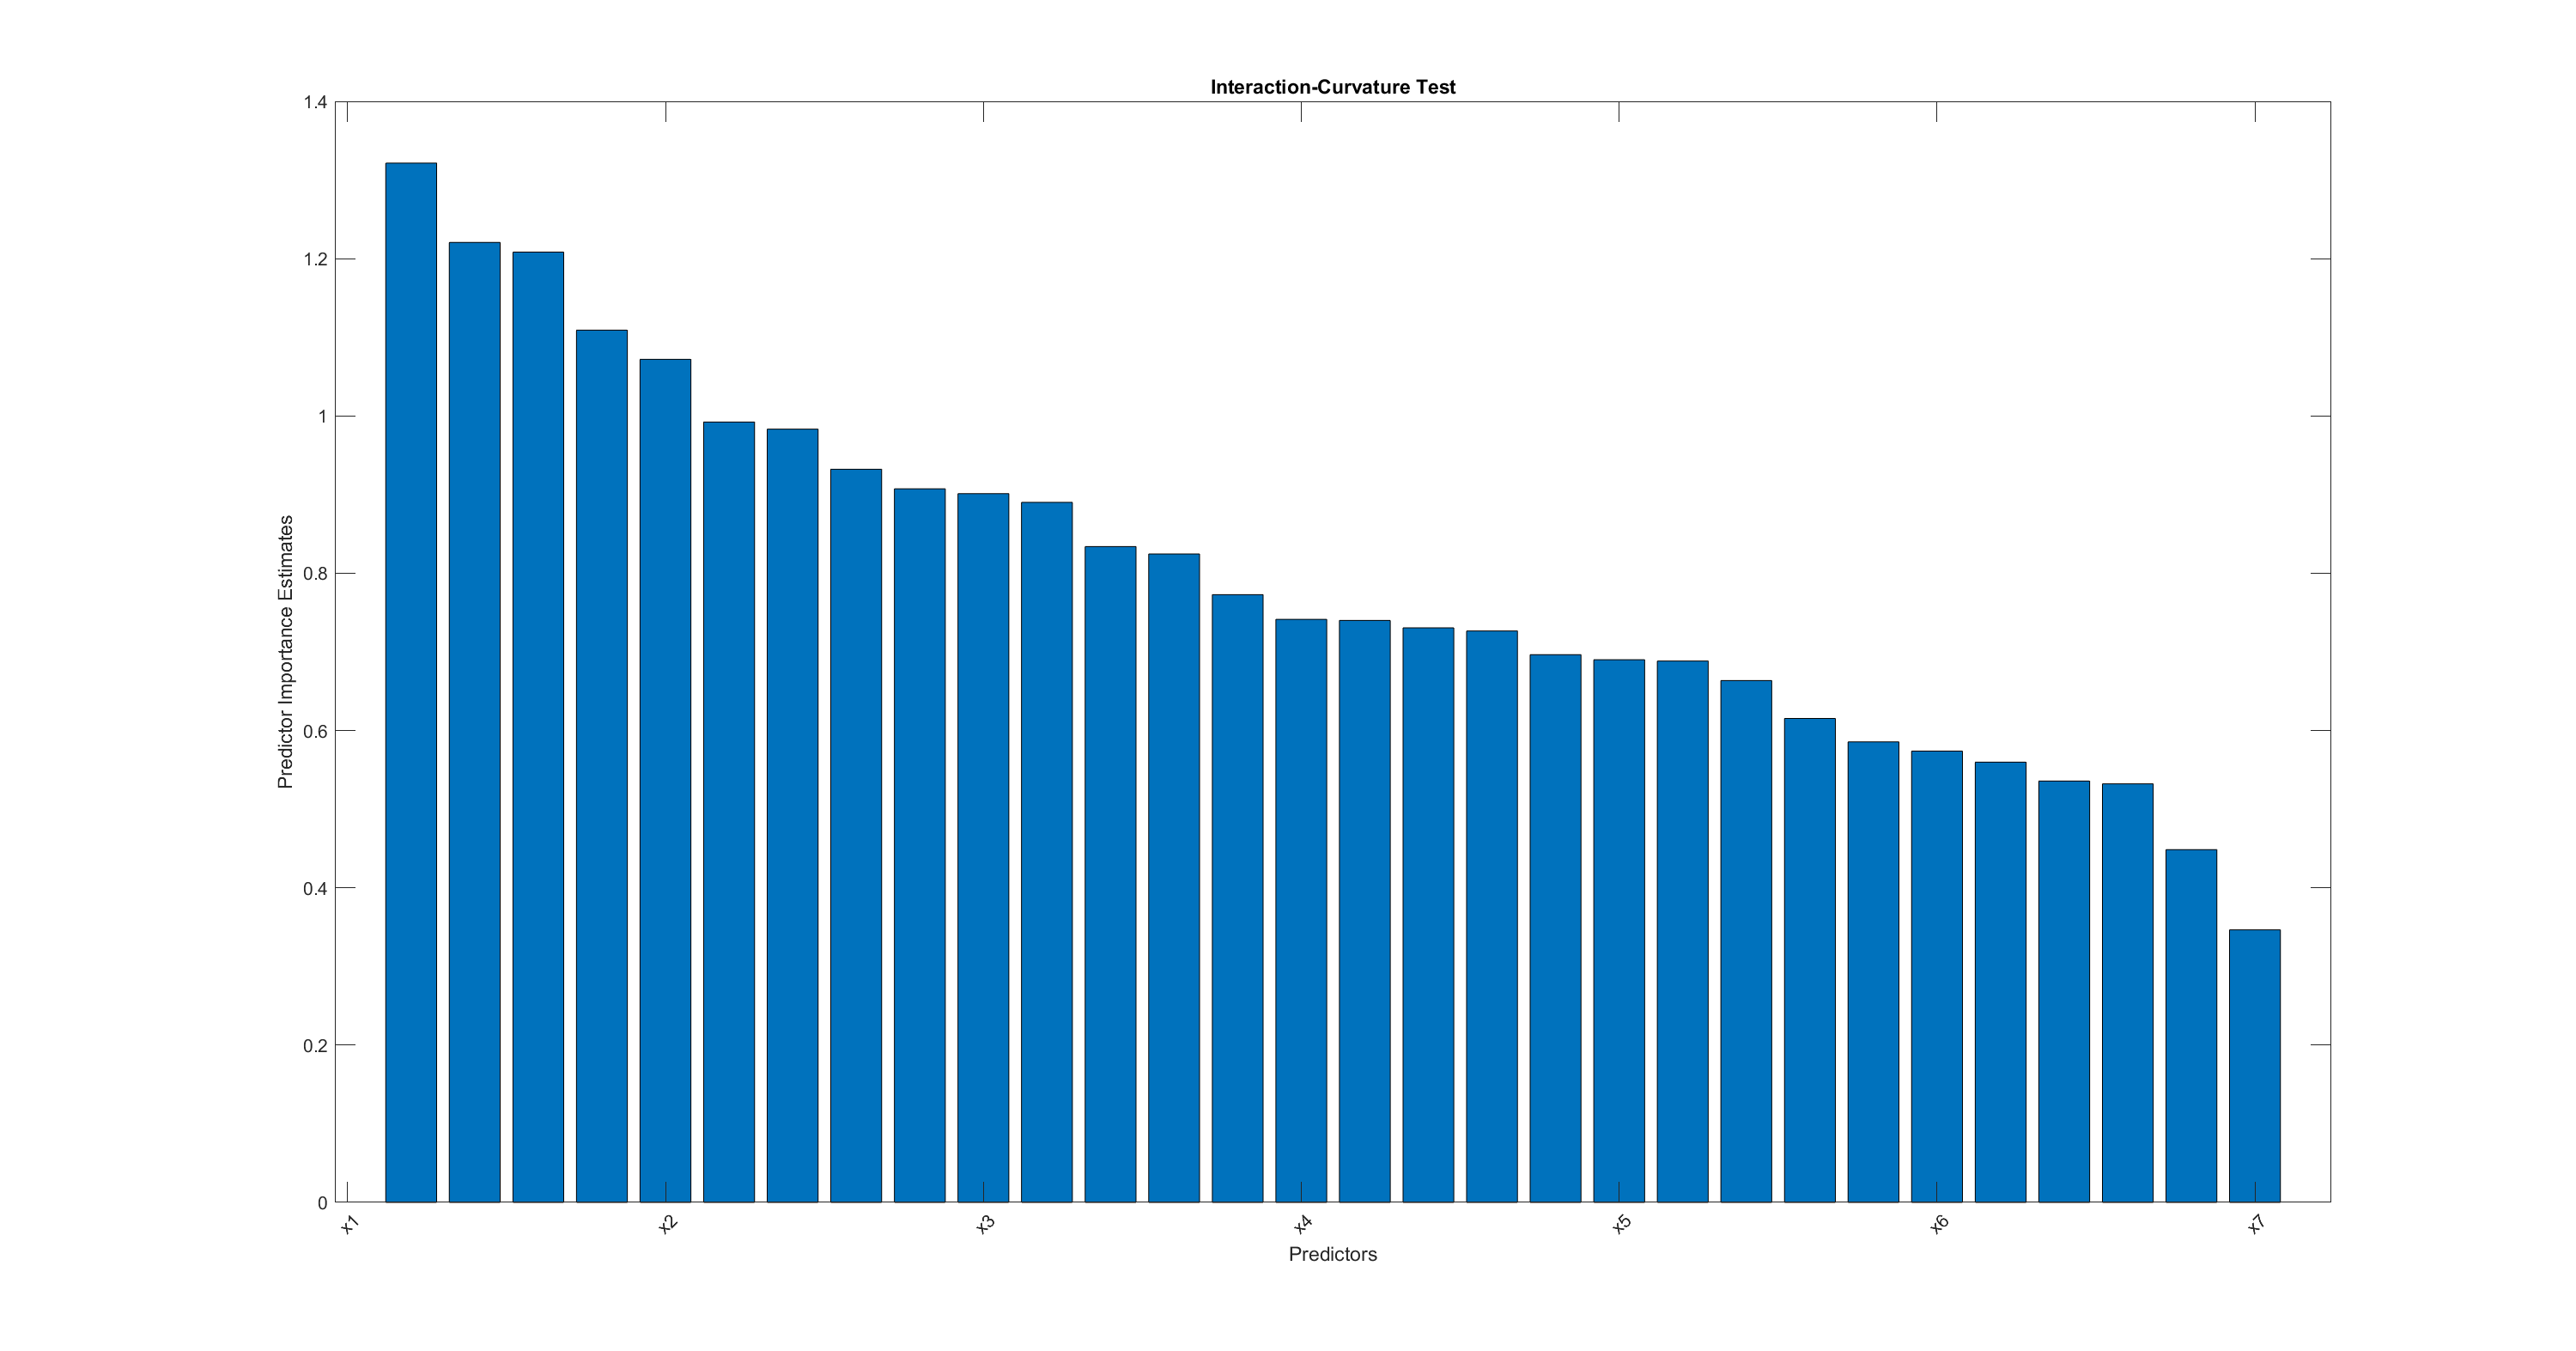 Interaction-Curvature Test
1.4
1.2
1
0.8
0.6
0.4
0.2
0
Predictor Importance Estimates
x1 x2 x3 x4 x5 x6 x7
Predictors